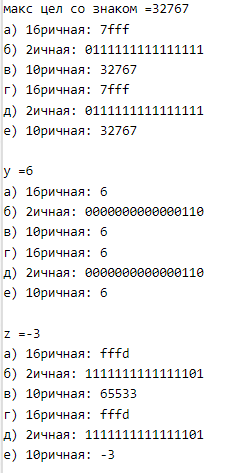 макс цел со знаком =32767
а) 16ричная: 7fff
б) 2ичная: 0111111111111111
в) 10ричная: 32767
г) 16ричная: 7fff
д) 2ичная: 0111111111111111
е) 10ричная: 32767

y =6
а) 16ричная: 6
б) 2ичная: 0000000000000110
в) 10ричная: 6
г) 16ричная: 6
д) 2ичная: 0000000000000110
е) 10ричная: 6

z =-3
а) 16ричная: fffd
б) 2ичная: 1111111111111101
в) 10ричная: 65533
г) 16ричная: fffd
д) 2ичная: 1111111111111101
е) 10ричная: -3